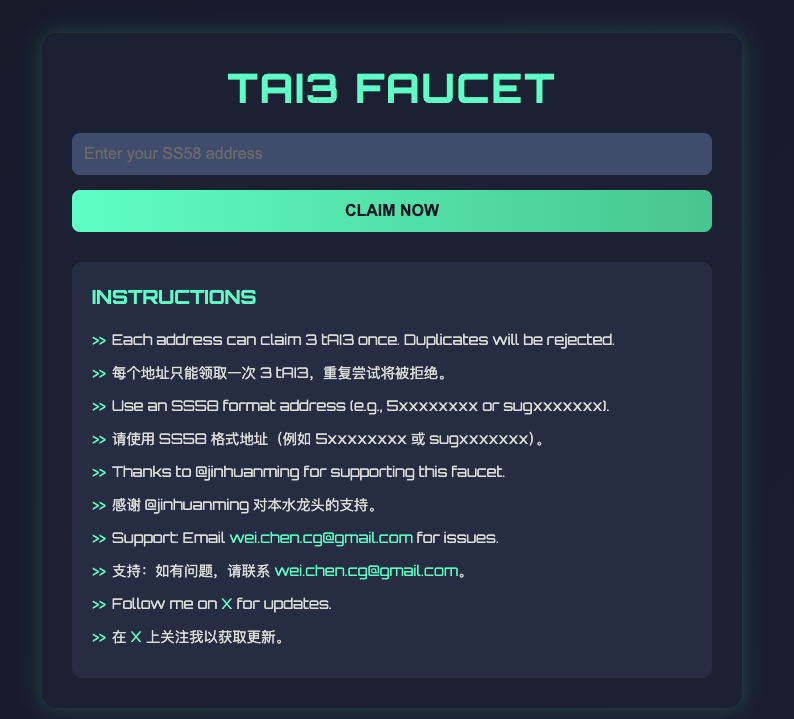 TAI3 FAUCET
Enter your SS58 address
CLAIM NOW
INSTRUCTIONS
>> Each address can claim 3 tAI3 once. Duplicates will be rejected.
>> 每个地址只能领取一次 3 tAI3，重复尝试将被拒绝。
>> Use an SS58 format address (e.g., 5xxxxxxxx or sugxxxxxxx).
>> 请使用 SS58 格式地址（例如 5xxxxxxxx 或 sugxxxxxxx）。
>> Thanks to @jinhuanming for supporting this faucet.
>> 感谢 @jinhuanming 对本水龙头的支持。
>> Support: Email wei.chen.cg@gmail.com for issues.
>> 支持：如有问题，请联系 wei.chen.cg@gmail.com。
>> Follow me on X for updates.
>> 在 X 上关注我以获取更新。